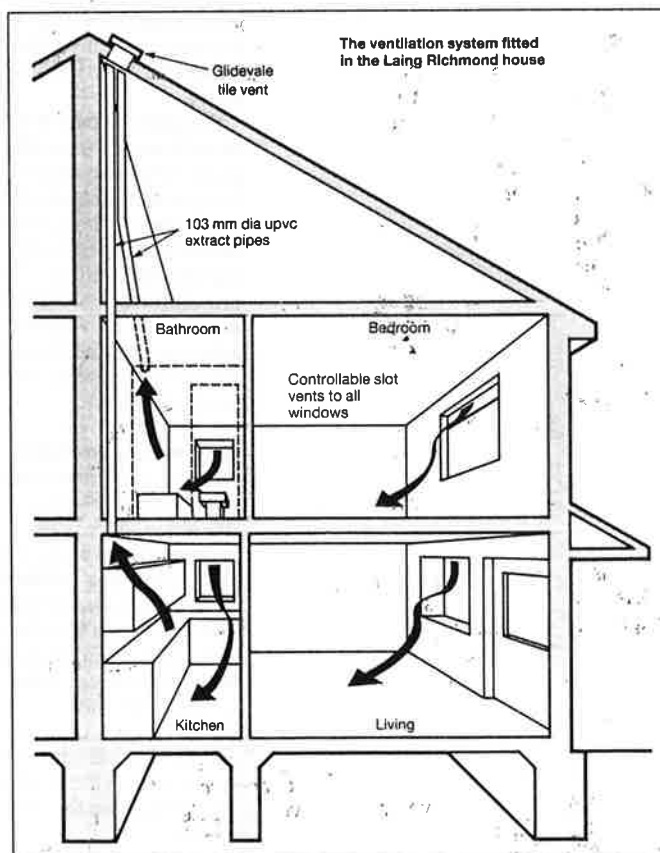 The ventilation system fitted
in the Laing Richmond house
Glidevale
tile vent
103 mm dia upvc
extract pipes
Bathroom
Bedroom
Controllable slot
vents to all
windows
Kitchen
Living